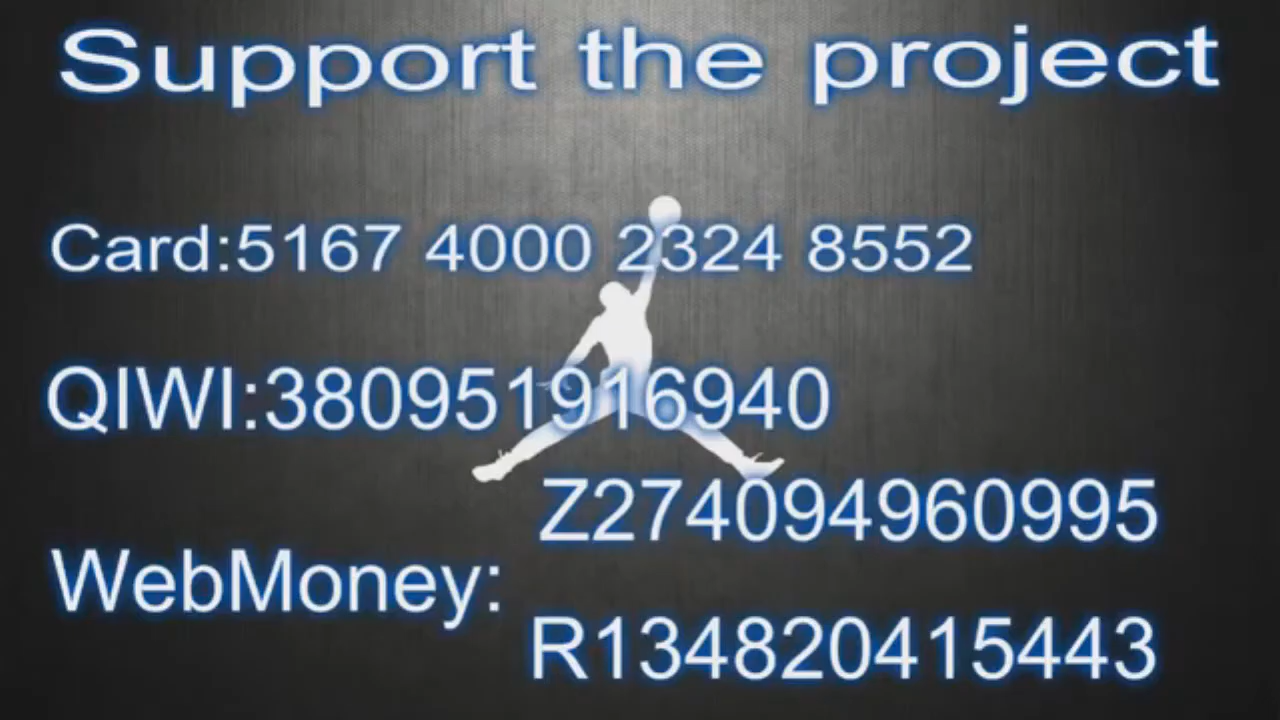 Support the project
Card:5167 4000 2324 8552
QIWI:380951916940
Z274094960995
WebMoney:
R134820415443